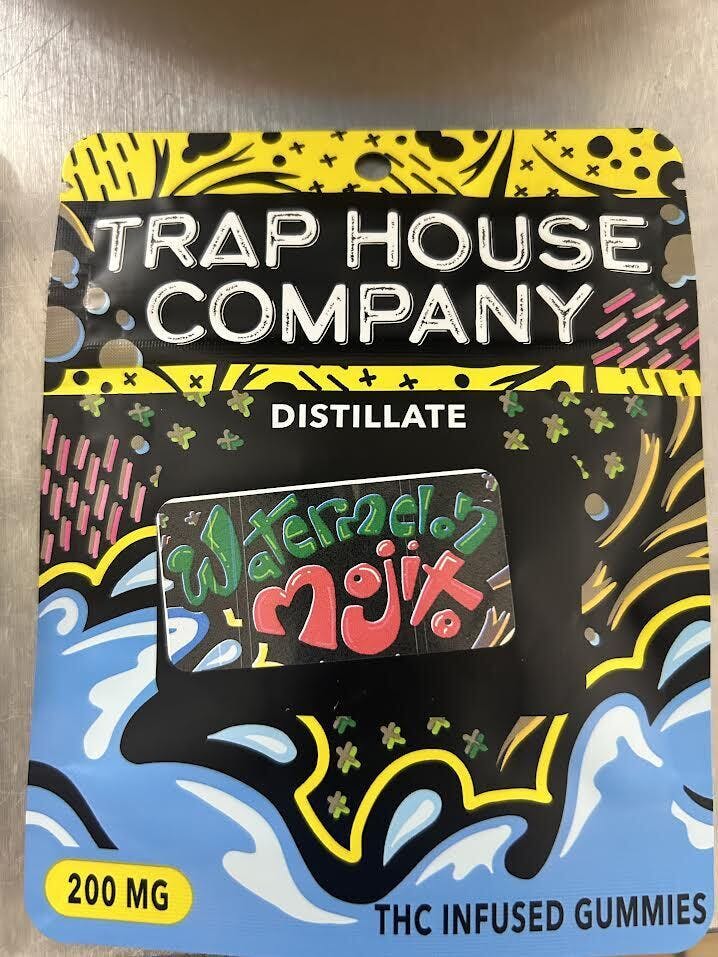 TRAP HOUSE
COMPANY
DISTILLATE
Watermelon
Mojito
200 MG
THC INFUSED GUMMIES